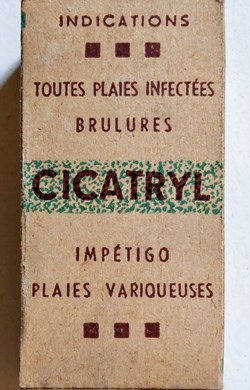 INDICATIONS
TOUTES PLAIES INFECTÉES
BRULURES
CICATRYL
IMPÉTIGO
PLAIES VARIQUEUSES